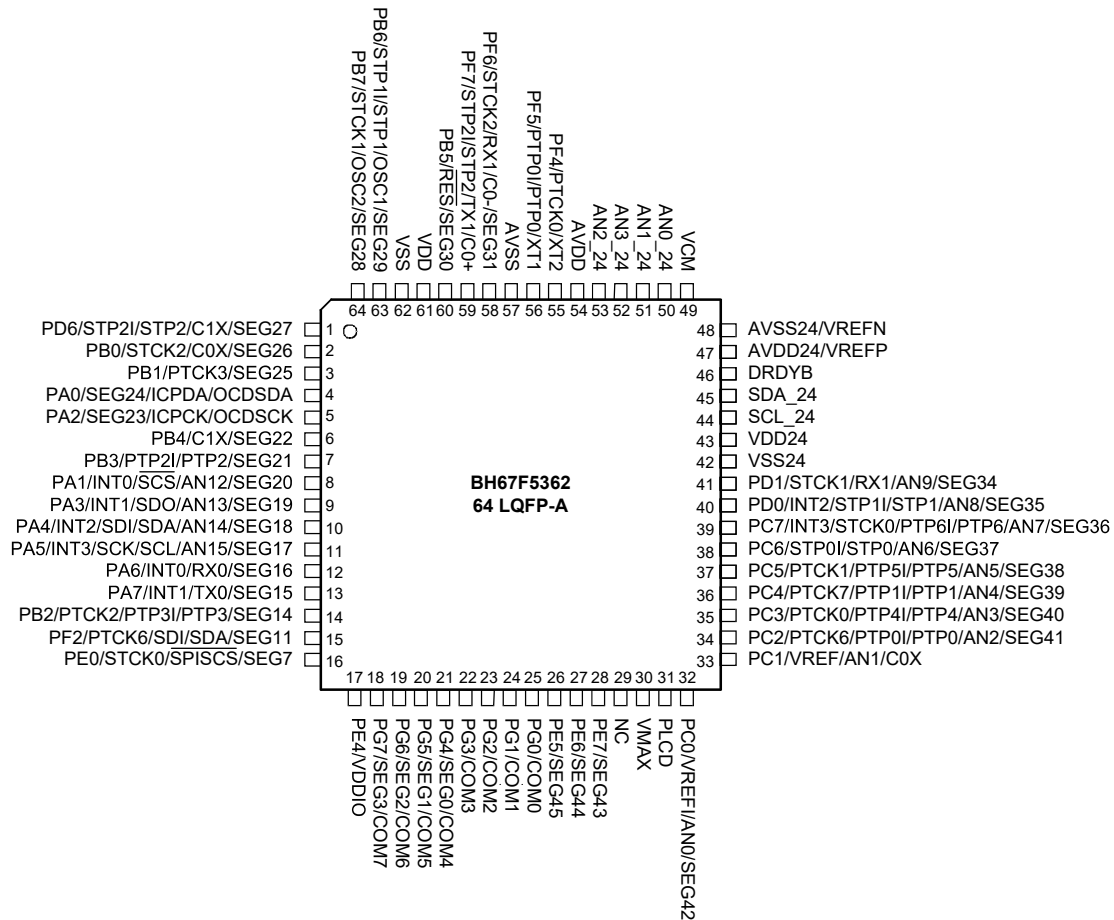 PB7/STCK1/OSC2/SEG28
PB6/STP1I/STP1/OSC1/SEG29
VSS
VDD
PB5/RES/SEG30
PF7/STP2I/STP2/TX1/C0+
PF6/STCK2/RX1/C0-/SEG31
AVSS
PF5/PTP0I/PTP0/XT1
PF4/PTCK0/XT2
AVDD
AN2_24
AN3_24
AN1_24
AN0_24
VCM
64 63 62 61 60 59 58 57 56 55 54 53 52 51 50 49
PD6/STP2I/STP2/C1X/SEG27 1
PB0/STCK2/C0X/SEG26 2
PB1/PTCK3/SEG25 3
PA0/SEG24/ICPDA/OCDSDA 4
PA2/SEG23/ICPCK/OCDSCK 5
PB4/C1X/SEG22 6
PB3/PTP2I/PTP2/SEG21 7
PA1/INT0/SCS/AN12/SEG20 8
PA3/INT1/SDO/AN13/SEG19 9
PA4/INT2/SDI/SDA/AN14/SEG18 10
PA5/INT3/SCK/SCL/AN15/SEG17 11
PA6/INT0/RX0/SEG16 12
PA7/INT1/TX0/SEG15 13
PB2/PTCK2/PTP3I/PTP3/SEG14 14
PF2/PTCK6/SDI/SDA/SEG11 15
PE0/STCK0/SPISCS/SEG7 16
BH67F5362
64 LQFP-A
48 AVSS24/VREFN
47 AVDD24/VREFP
46 DRDYB
45 SDA_24
44 SCL_24
43 VDD24
42 VSS24
41 PD1/STCK1/RX1/AN9/SEG34
40 PD0/INT2/STP1I/STP1/AN8/SEG35
39 PC7/INT3/STCK0/PTP6I/PTP6/AN7/SEG36
38 PC6/STP0I/STP0/AN6/SEG37
37 PC5/PTCK1/PTP5I/PTP5/AN5/SEG38
36 PC4/PTCK7/PTP1I/PTP1/AN4/SEG39
35 PC3/PTCK0/PTP4I/PTP4/AN3/SEG40
34 PC2/PTCK6/PTP0I/PTP0/AN2/SEG41
33 PC1/VREF/AN1/C0X
17 18 19 20 21 22 23 24 25 26 27 28 29 30 31 32
PE4/VDDIO
PG7/SEG3/COM7
PG6/SEG2/COM6
PG5/SEG1/COM5
PG4/SEG0/COM4
PG3/COM3
PG2/COM2
PG1/COM1
PG0/COM0
PE5/SEG45
PE6/SEG44
PE7/SEG43
NC
VMAX
PLCD
PC0/VREFI/AN0/SEG42